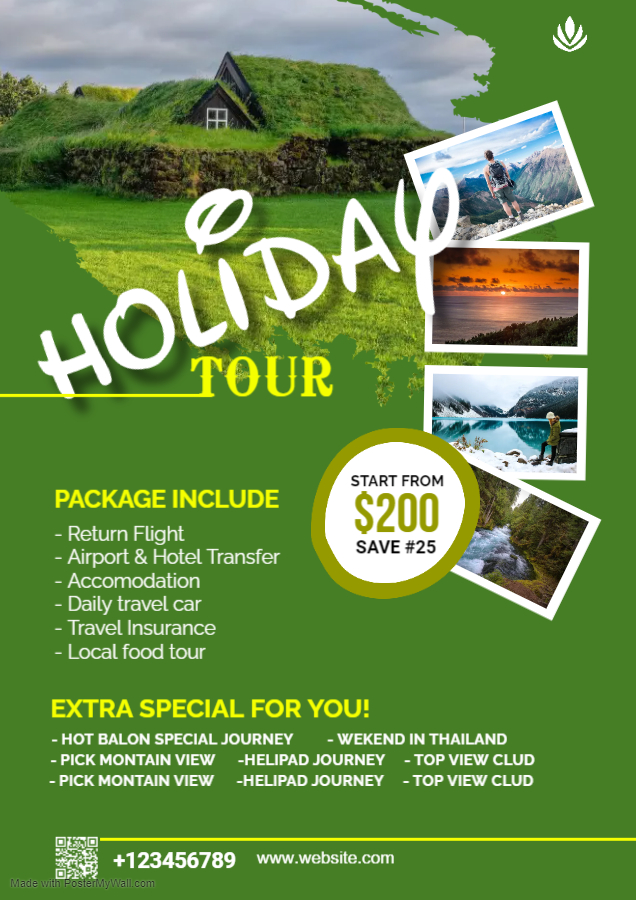 HOLIDAY
TOUR
START FROM
$200
SAVE #25
PACKAGE INCLUDE
- Return Flight
- Airport & Hotel Transfer
- Accomodation
- Daily travel car
- Travel Insurance
- Local food tour
EXTRA SPECIAL FOR YOU!
- HOT BALON SPECIAL JOURNEY - WEKEND IN THAILAND
- PICK MONTAIN VIEW -HELIPAD JOURNEY - TOP VIEW CLUD
- PICK MONTAIN VIEW -HELIPAD JOURNEY - TOP VIEW CLUD
+123456789 www.website.com
Made with PosterMyWall.com